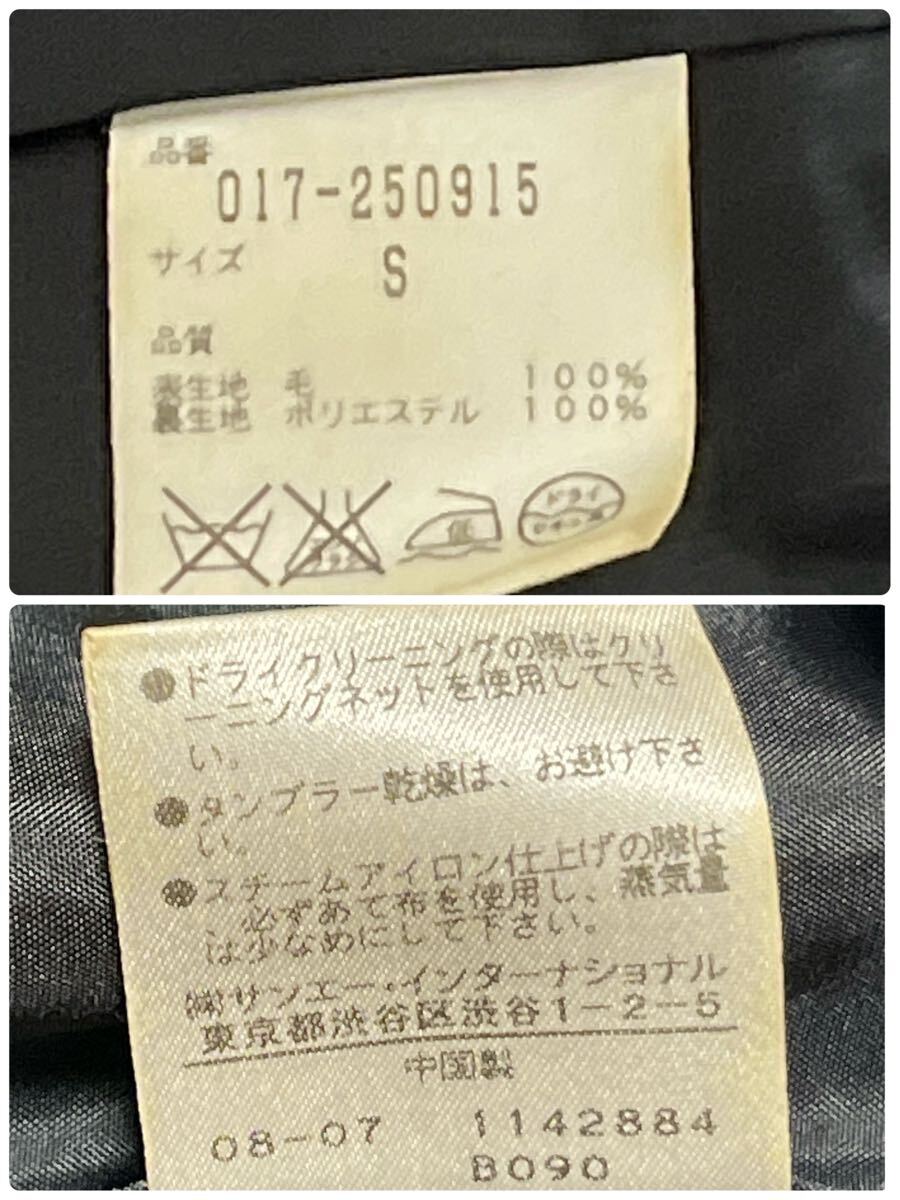 品番
017-250915
サイズ S
品質
表生地 毛 100%
裏生地 ポリエステル 100%
低
ドライ
●ドライクリーニングの際はクリ
ーニングネットを使用して下さ
い。
●タンブラー乾燥は、お避け下さ
い。
●スチームアイロン仕上げの際は
必ずあて布を使用し、蒸気量
は少なめにして下さい。
㈱サンエー・インターナショナル
東京都渋谷区渋谷1-2-5
中国製
08-07 1142884
B090